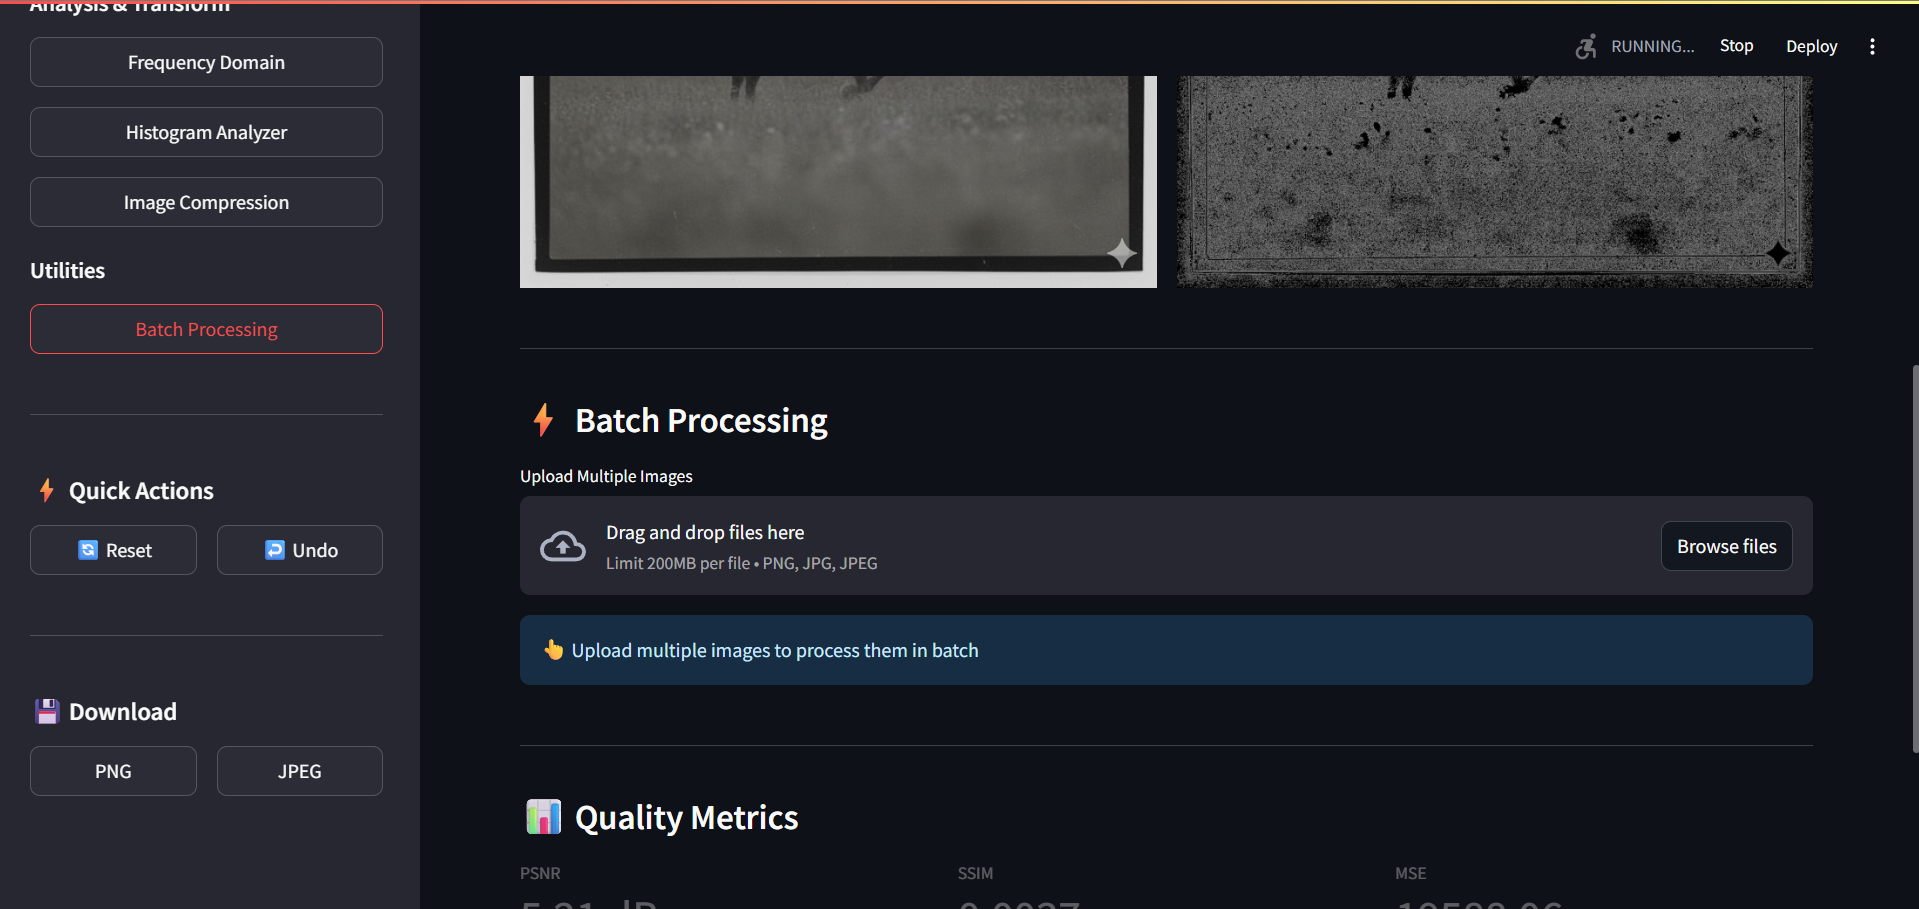 Analysis & Transform
Frequency Domain
Histogram Analyzer
Image Compression
Utilities
Batch Processing
Quick Actions
Reset
Undo
Download
PNG
JPEG
RUNNING...
Stop
Deploy
Batch Processing
Upload Multiple Images
Drag and drop files here
Limit 200MB per file • PNG, JPG, JPEG
Browse files
Upload multiple images to process them in batch
Quality Metrics
PSNR
SSIM
MSE